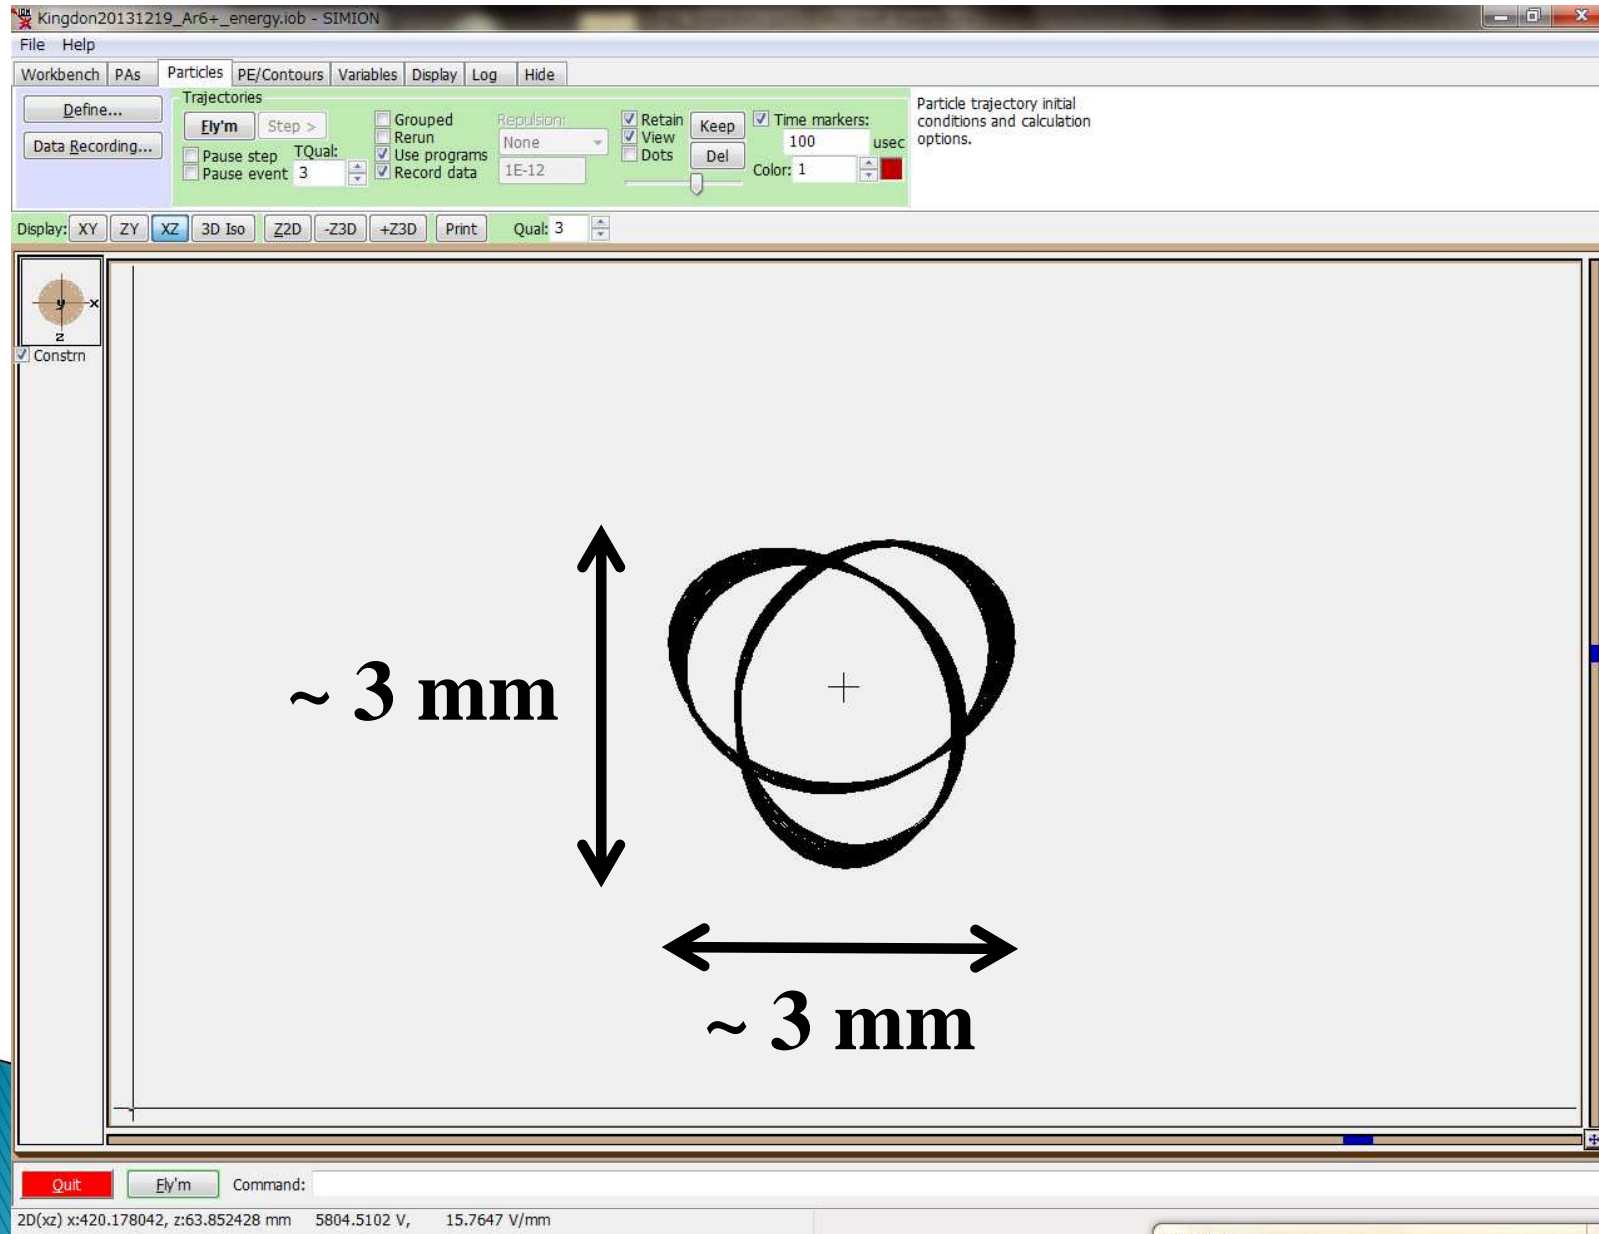 Kingdon20131219_Ar6+_energy.iob - SIMION
File Help
Workbench PAs Particles PE/Contours Variables Display Log Hide
Define...
Data Recording...
Trajectories
Fly'm Step >
Pause step
Pause event
TQual:
3
Grouped
Rerun
Use programs
Record data
Repulsion:
None
1E-12
Retain
View
Dots
Keep
Del
Time markers:
100 usec
Color: 1
Particle trajectory initial
conditions and calculation
options.
Display: XY ZY XZ 3D Iso Z2D -Z3D +Z3D Print Qual: 3
y x
z
Constrn
~ 3 mm
~ 3 mm
Quit Fly'm Command:
2D(xz) x:420.178042, z:63.852428 mm 5804.5102 V, 15.7647 V/mm